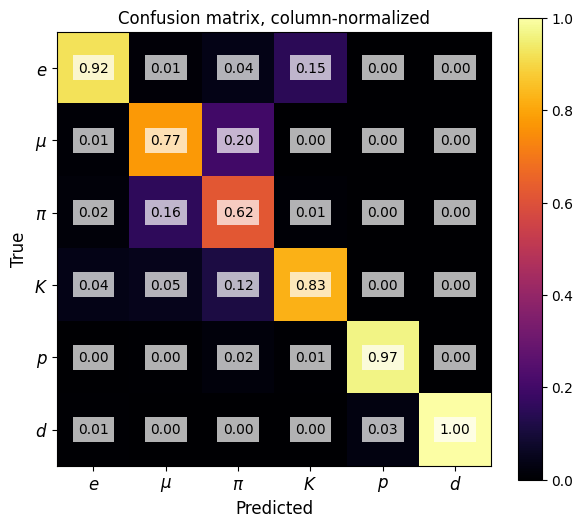 Confusion matrix, column-normalized
True
e 0.92 0.01 0.04 0.15 0.00 0.00
μ 0.01 0.77 0.20 0.00 0.00 0.00
π 0.02 0.16 0.62 0.01 0.00 0.00
K 0.04 0.05 0.12 0.83 0.00 0.00
p 0.00 0.00 0.02 0.01 0.97 0.00
d 0.01 0.00 0.00 0.00 0.03 1.00
e μ π K p d
Predicted
1.0
0.8
0.6
0.4
0.2
0.0